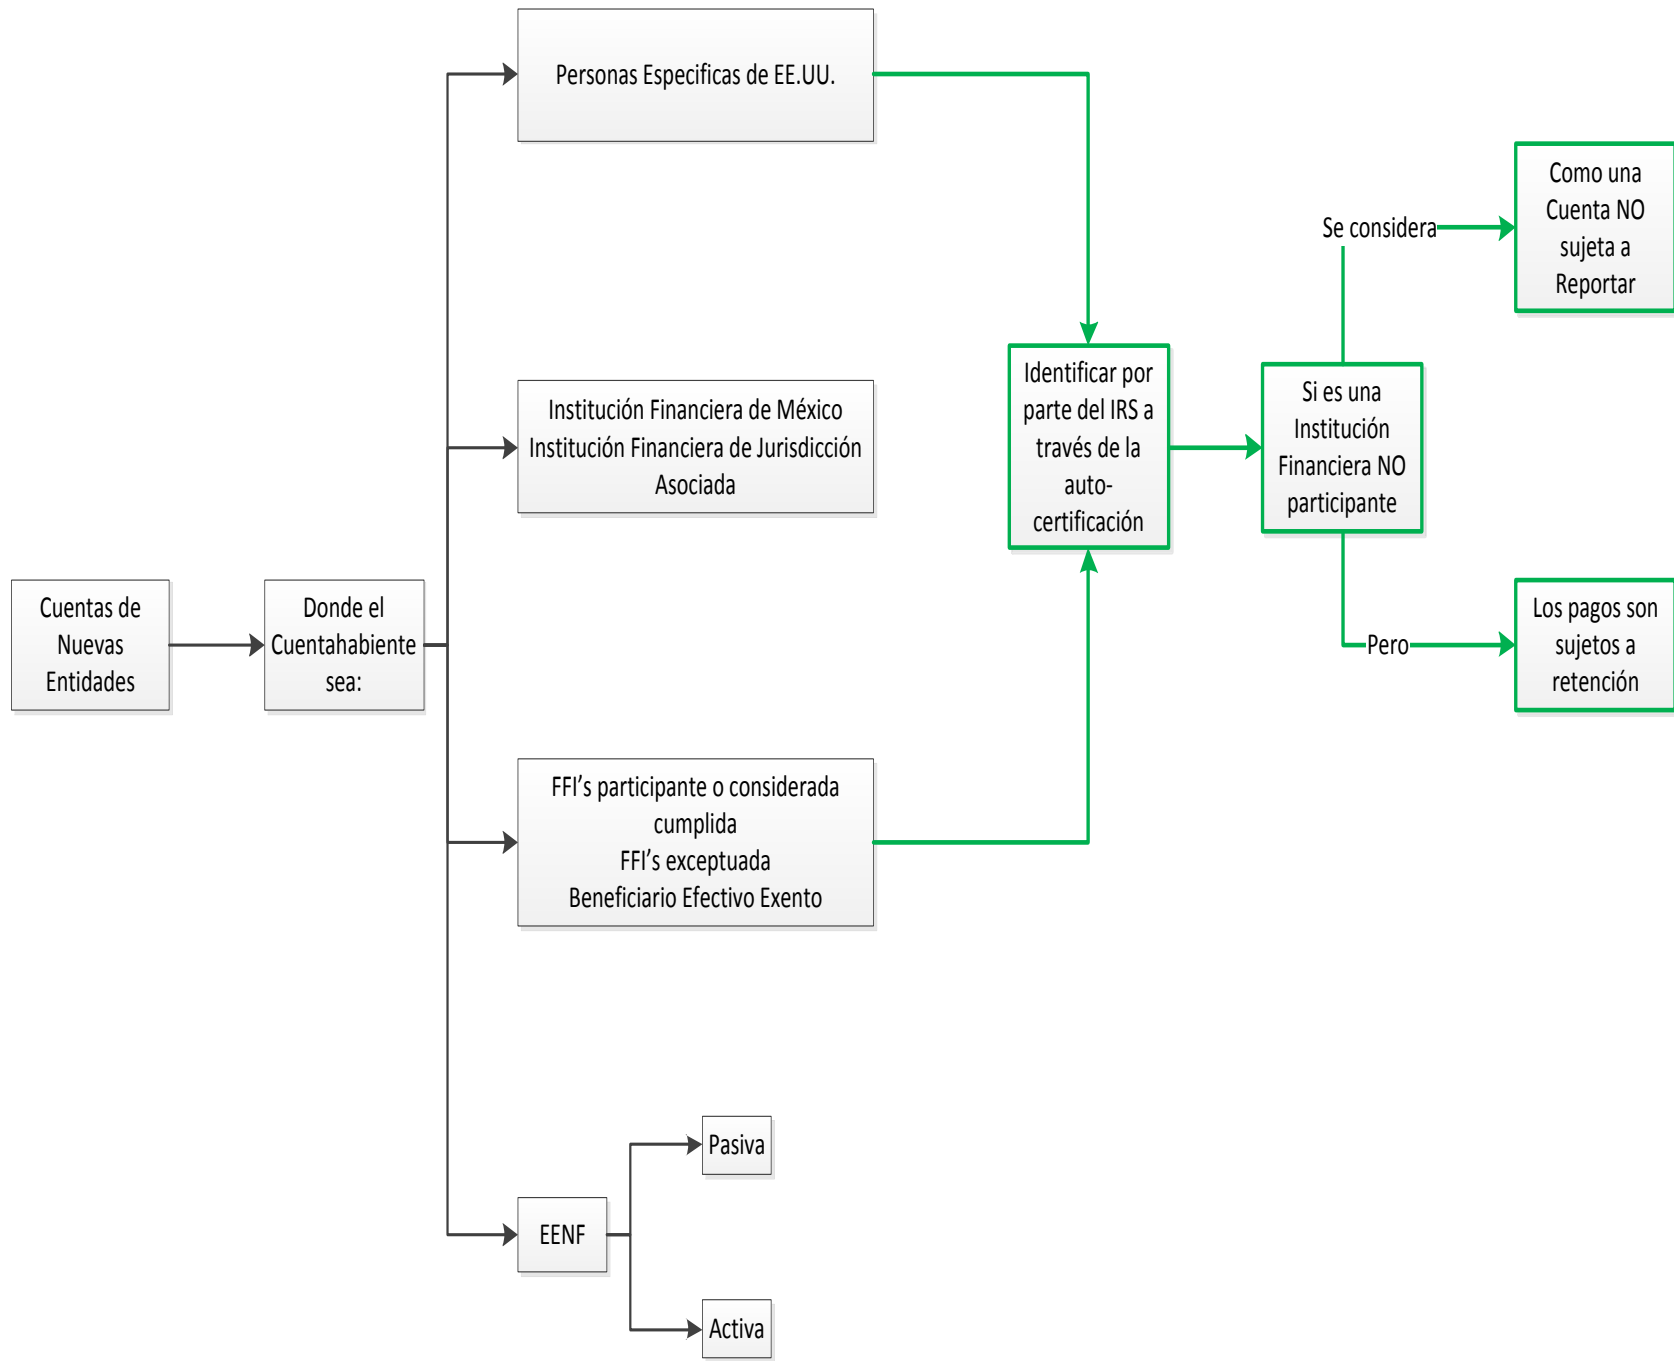 Personas Especificas de EE.UU.
Como una
Cuenta NO
sujeta a
Reportar
Se considera
Identificar por
parte del IRS a
través de la
auto-
certificación
Si es una
Institución
Financiera NO
participante
Institución Financiera de México
Institución Financiera de Jurisdicción
Asociada
Cuentas de
Nuevas
Entidades
Donde el
Cuentahabiente
sea:
Pero
Los pagos son
sujetos a
retención
FFI's participante o considerada
cumplida
FFI's exceptuada
Beneficiario Efectivo Exento
Pasiva
EENF
Activa